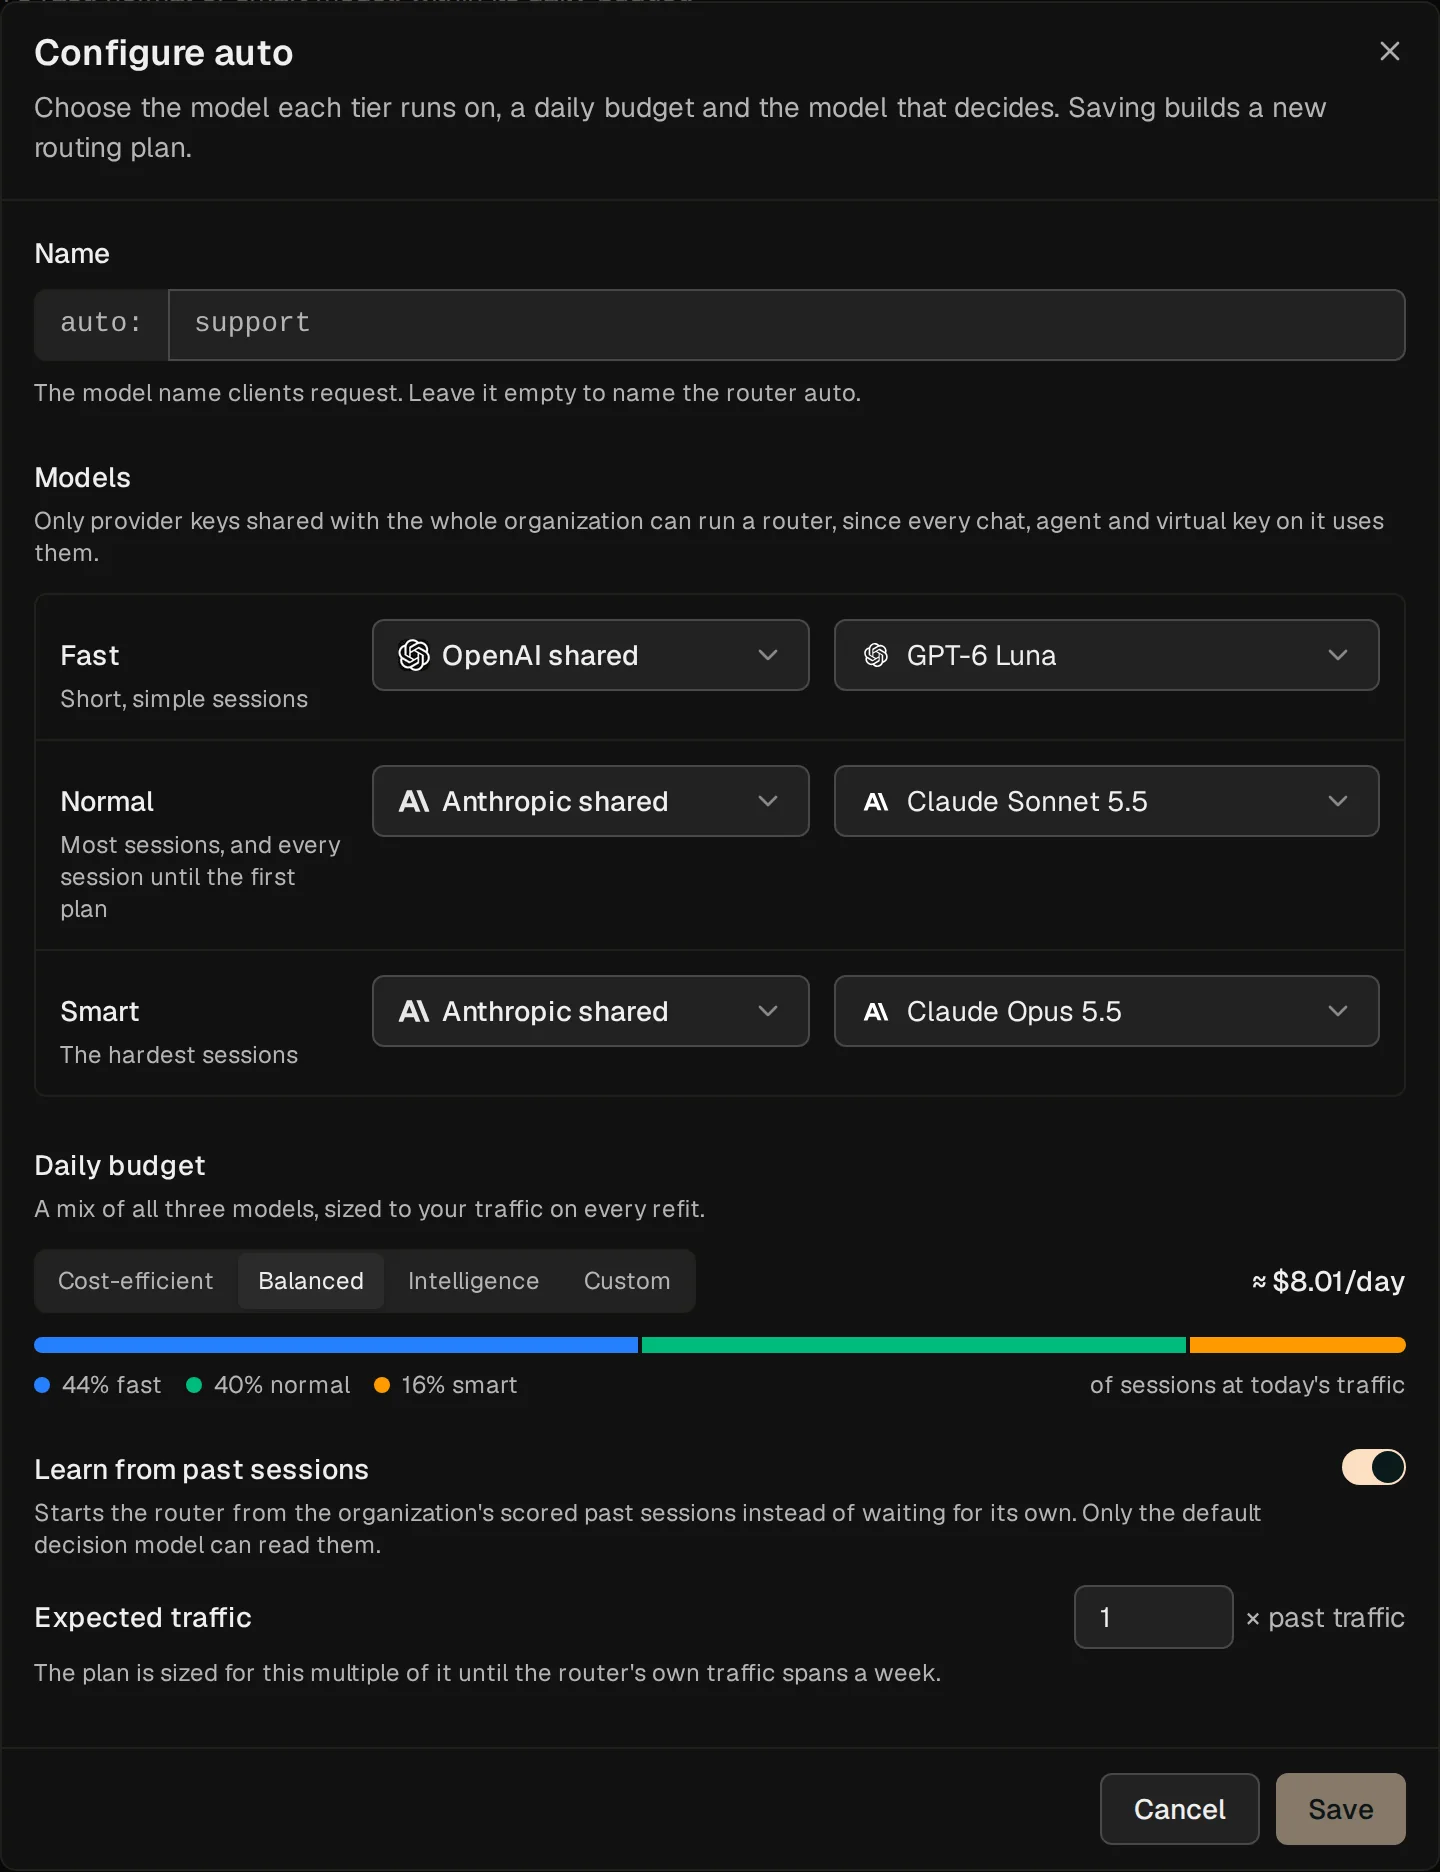 Configure auto
Choose the model each tier runs on, a daily budget and the model that decides. Saving builds a new
routing plan.
Name
auto: support
The model name clients request. Leave it empty to name the router auto.
Models
Only provider keys shared with the whole organization can run a router, since every chat, agent and virtual key on it uses
them.
Fast OpenAI shared GPT-6 Luna
Short, simple sessions
Normal Anthropic shared Claude Sonnet 5.5
Most sessions, and every
session until the first
plan
Smart Anthropic shared Claude Opus 5.5
The hardest sessions
Daily budget
A mix of all three models, sized to your traffic on every refit.
Cost-efficient Balanced Intelligence Custom ≈ $8.01/day
44% fast 40% normal 16% smart of sessions at today's traffic
Learn from past sessions
Starts the router from the organization's scored past sessions instead of waiting for its own. Only the default
decision model can read them.
Expected traffic 1 × past traffic
The plan is sized for this multiple of it until the router's own traffic spans a week.
Cancel Save